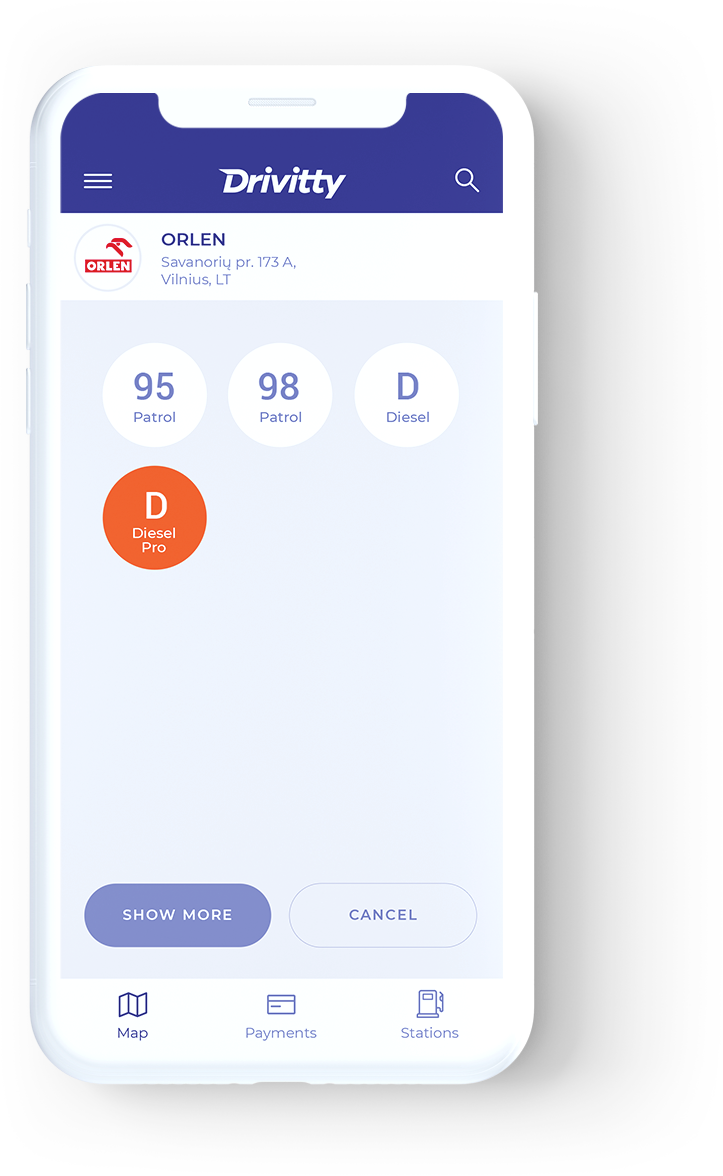 Drivitty
ORLEN
ORLEN
Savanorių pr. 173 A,
Vilnius, LT
95
Patrol
98
Patrol
D
Diesel
D
Diesel
Pro
SHOW MORE
CANCEL
Map
Payments
Stations